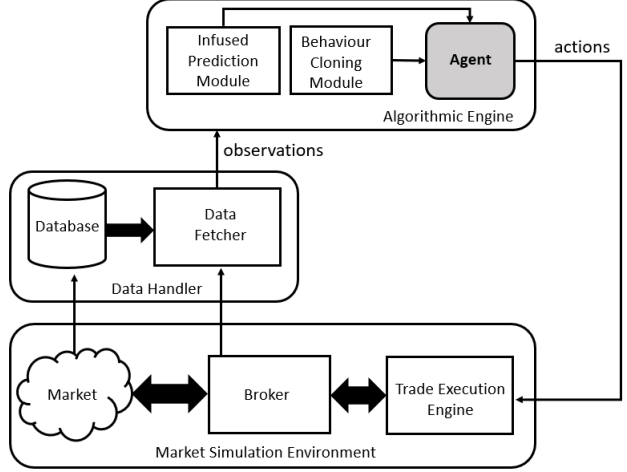 Infused
Prediction
Module
Behaviour
Cloning
Module
Agent
actions
Algorithmic Engine
observations
Database
Data
Fetcher
Data Handler
Market
Broker
Trade Execution
Engine
Market Simulation Environment